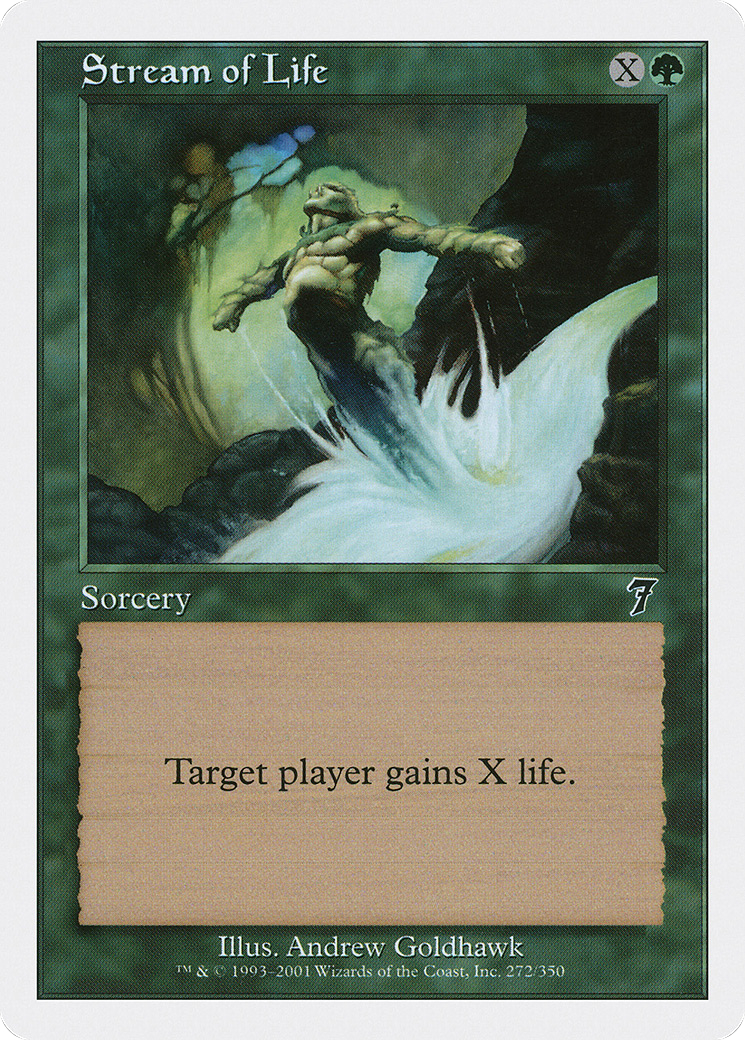 Stream of Life X
Sorcery 7
Target player gains X life.
Illus. Andrew Goldhawk
™ & © 1993–2001 Wizards of the Coast, Inc. 272/350